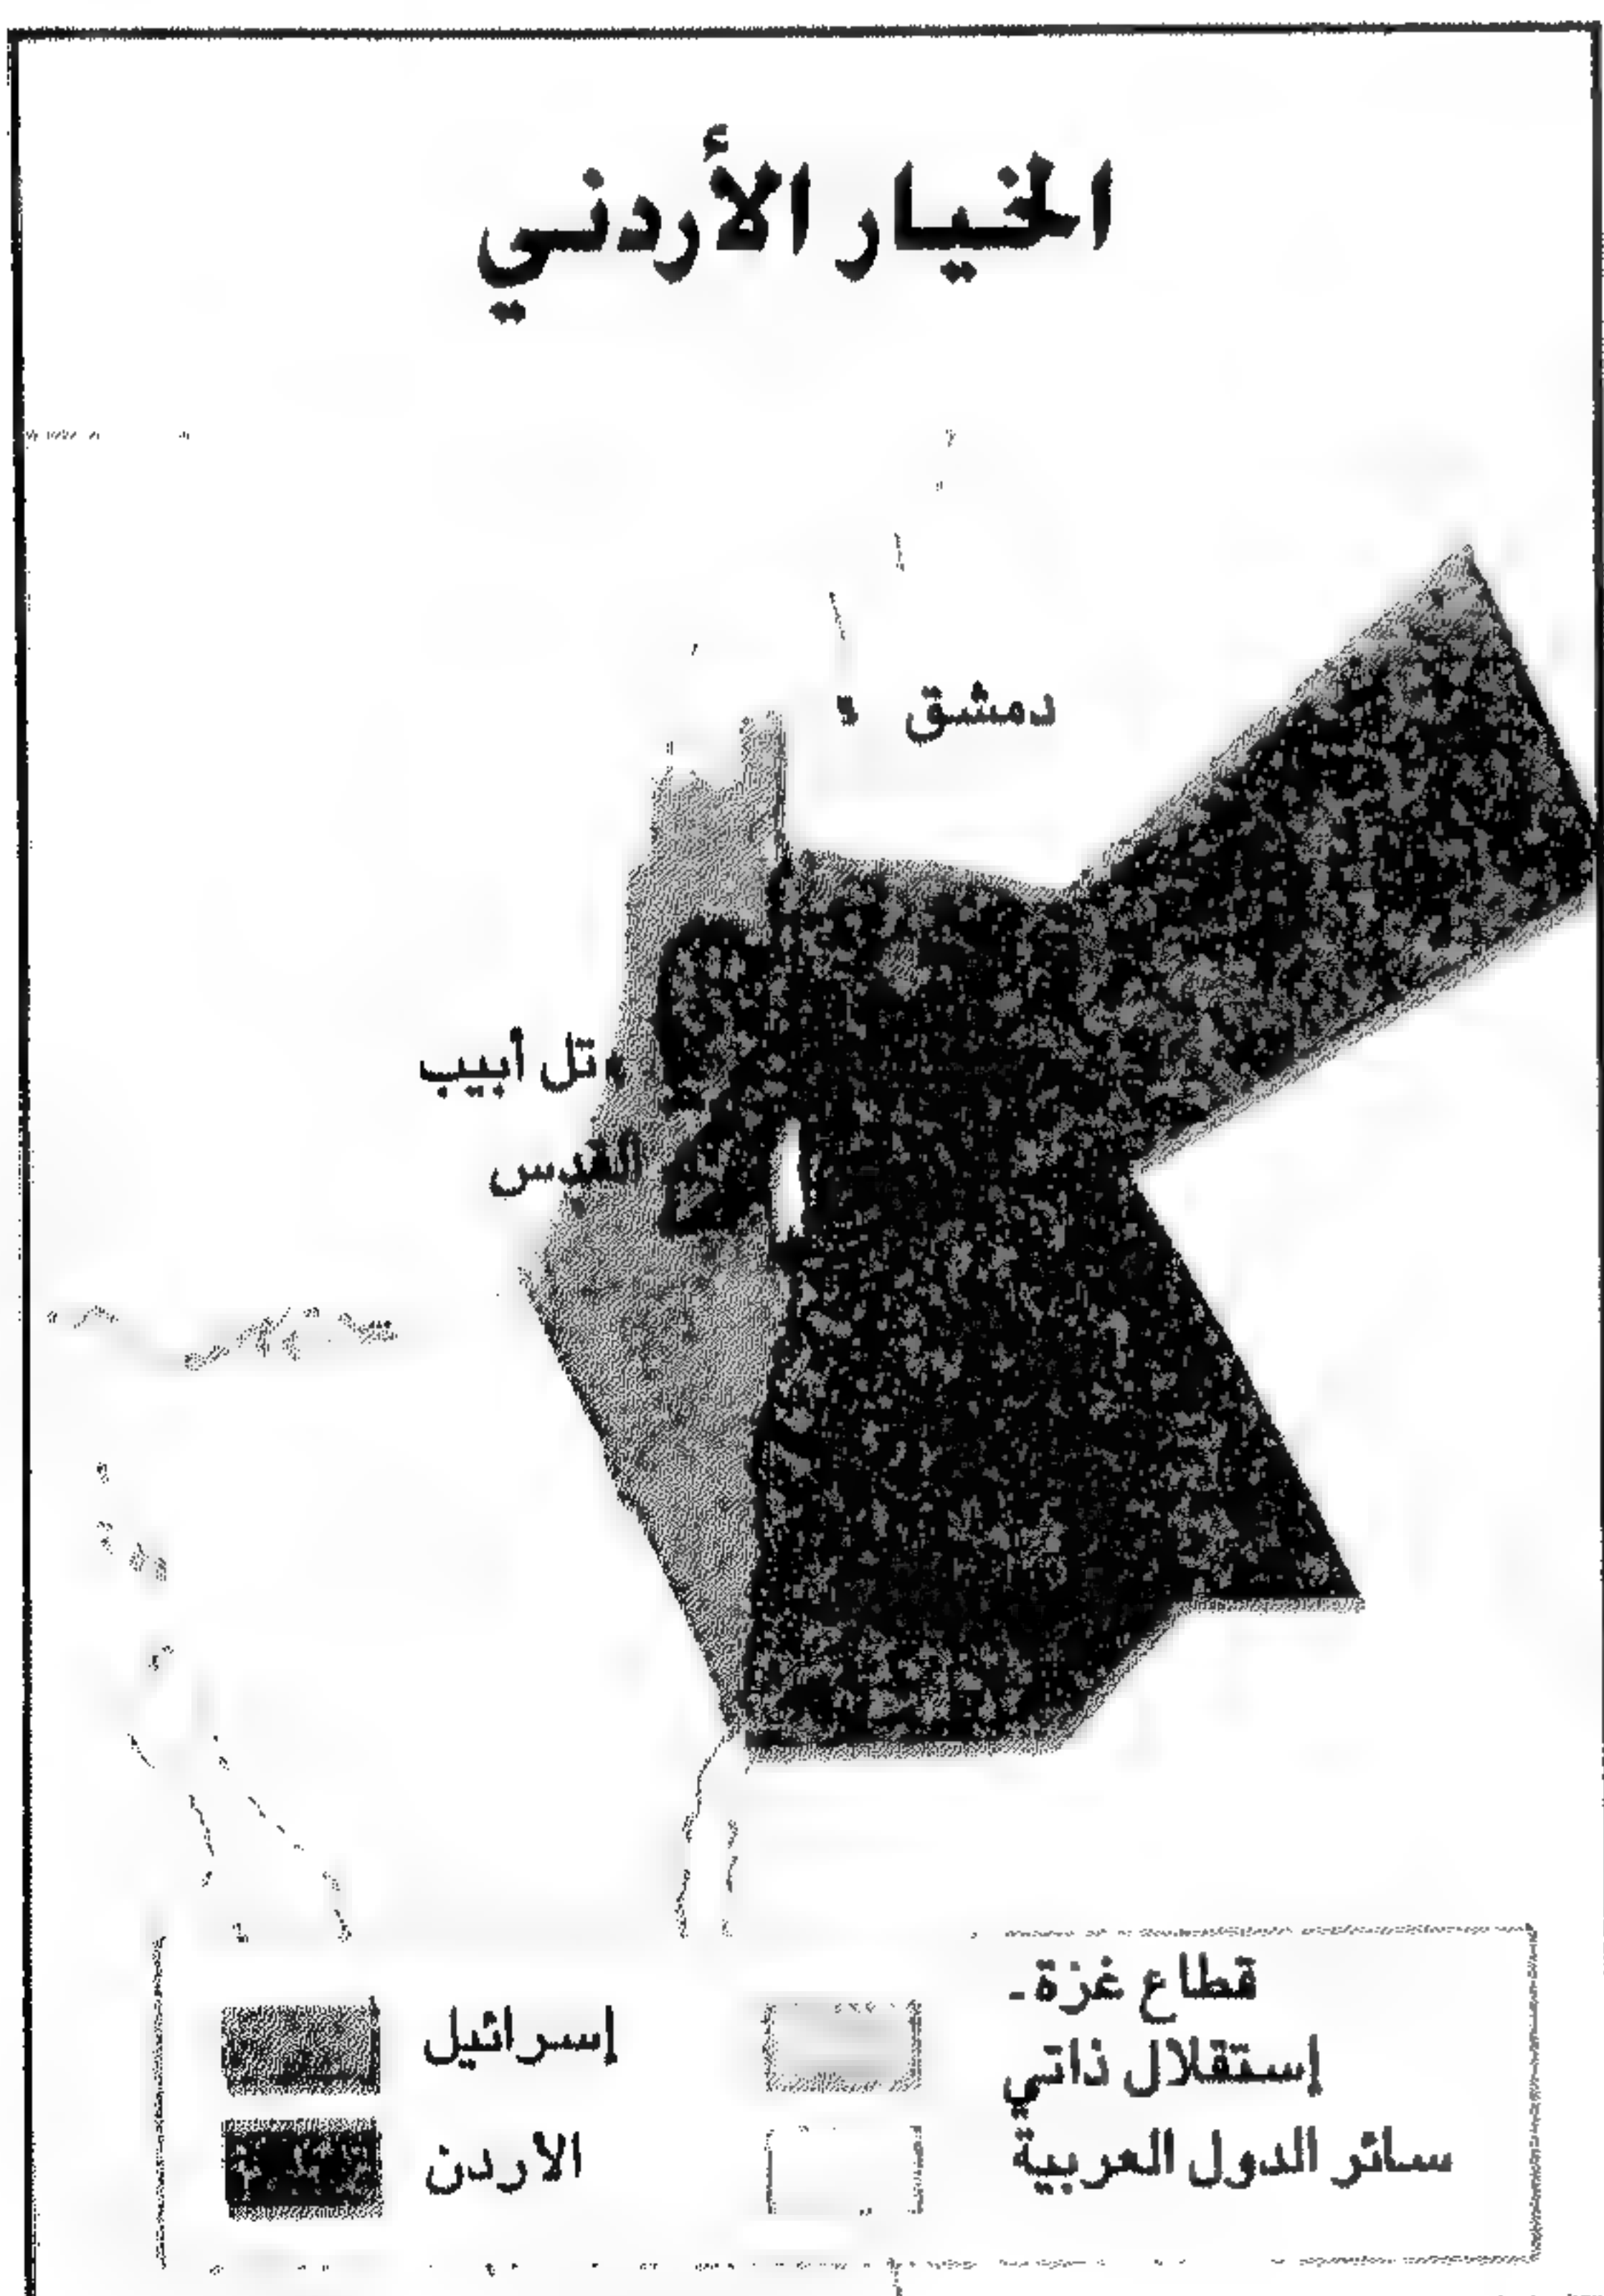 الخيار الأردني
دمشق
تل أبيب
القدس
قطاع غزة -
إستقلال ذاتي
سائر الدول العربية
إسرائيل
الاردن